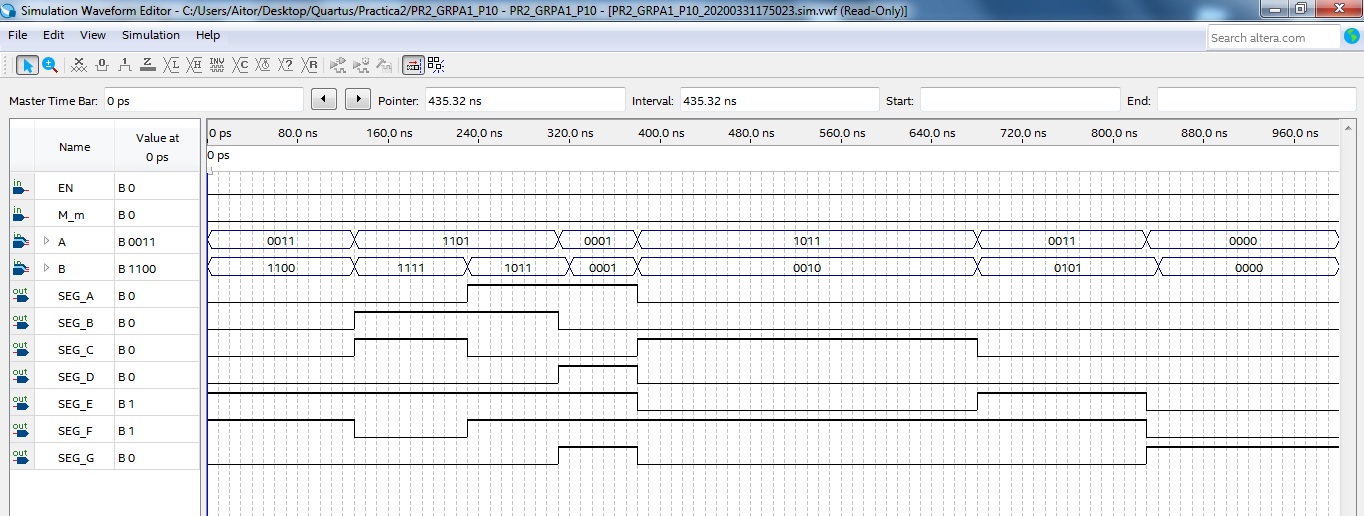 Simulation Waveform Editor - C:/Users/Aitor/Desktop/Quartus/Practica2/PR2_GRPA1_P10 - PR2_GRPA1_P10 - [PR2_GRPA1_P10_20200331175023.sim.vwf (Read-Only)]
File Edit View Simulation Help Search altera.com
Master Time Bar: 0 ps Pointer: 435.32 ns Interval: 435.32 ns Start: End:
Name Value at 0 ps
0 ps 80.0 ns 160.0 ns 240.0 ns 320.0 ns 400.0 ns 480.0 ns 560.0 ns 640.0 ns 720.0 ns 800.0 ns 880.0 ns 960.0 ns
0 ps
in EN B 0
in M_m B 0
in A B 0011 0011 1101 0001 1011 0011 0000
in B B 1100 1100 1111 1011 0001 0010 0101 0000
out SEG_A B 0
out SEG_B B 0
out SEG_C B 0
out SEG_D B 0
out SEG_E B 1
out SEG_F B 1
out SEG_G B 0